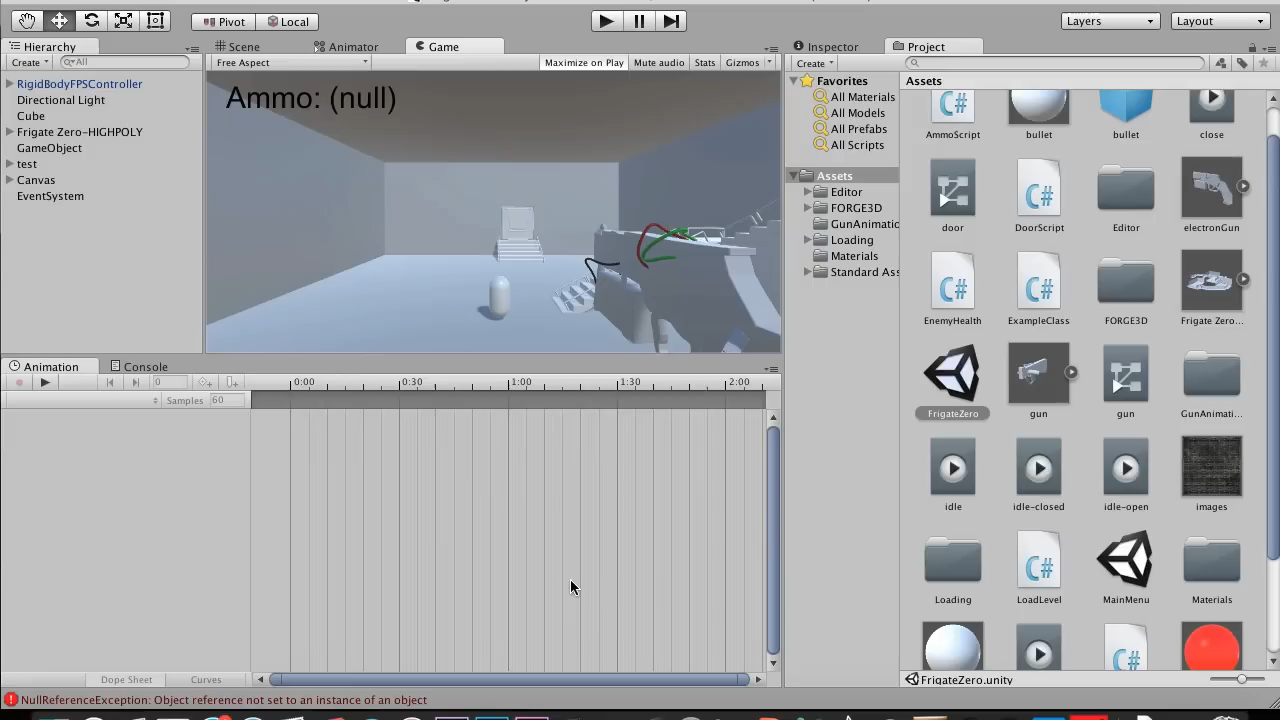 Pivot
Local
Layers
Layout
Hierarchy
Scene
Animator
Game
Inspector
Project
Create
All
Free Aspect
Maximize on Play
Mute audio
Stats
Gizmos
Create
RigidBodyFPSController
Directional Light
Cube
Frigate Zero-HIGHPOLY
GameObject
test
Canvas
EventSystem
Ammo: (null)
Favorites
All Materials
All Models
All Prefabs
All Scripts
Assets
Editor
FORGE3D
GunAnimatic
Loading
Materials
Standard Ass
Assets
AmmoScript
bullet
bullet
close
door
DoorScript
Editor
electronGun
EnemyHealth
ExampleClass
FORGE3D
Frigate Zero...
FrigateZero
gun
gun
GunAnimati...
idle
idle-closed
idle-open
images
Loading
LoadLevel
MainMenu
Materials
C#
C#
C#
C#
C#
C#
FrigateZero.unity
Animation
Console
0
0:00
0:30
1:00
1:30
2:00
Samples
60
Dope Sheet
Curves
NullReferenceException: Object reference not set to an instance of an object